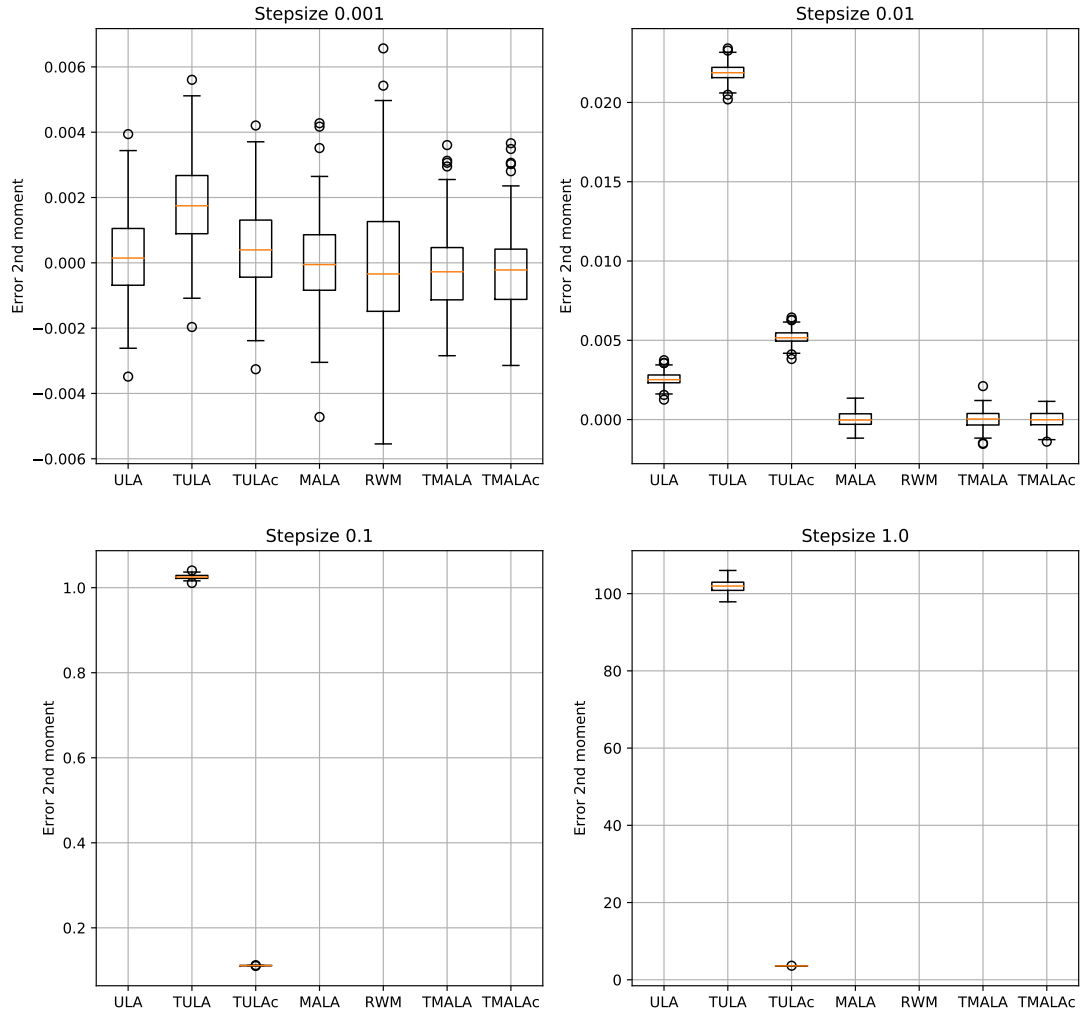 Stepsize 0.001
Error 2nd moment
0.006
0.004
0.002
0.000
−0.002
−0.004
−0.006
ULA TULA TULAc MALA RWM TMALA TMALAc
Stepsize 0.01
Error 2nd moment
0.020
0.015
0.010
0.005
0.000
ULA TULA TULAc MALA RWM TMALA TMALAc
Stepsize 0.1
Error 2nd moment
1.0
0.8
0.6
0.4
0.2
ULA TULA TULAc MALA RWM TMALA TMALAc
Stepsize 1.0
Error 2nd moment
100
80
60
40
20
0
ULA TULA TULAc MALA RWM TMALA TMALAc